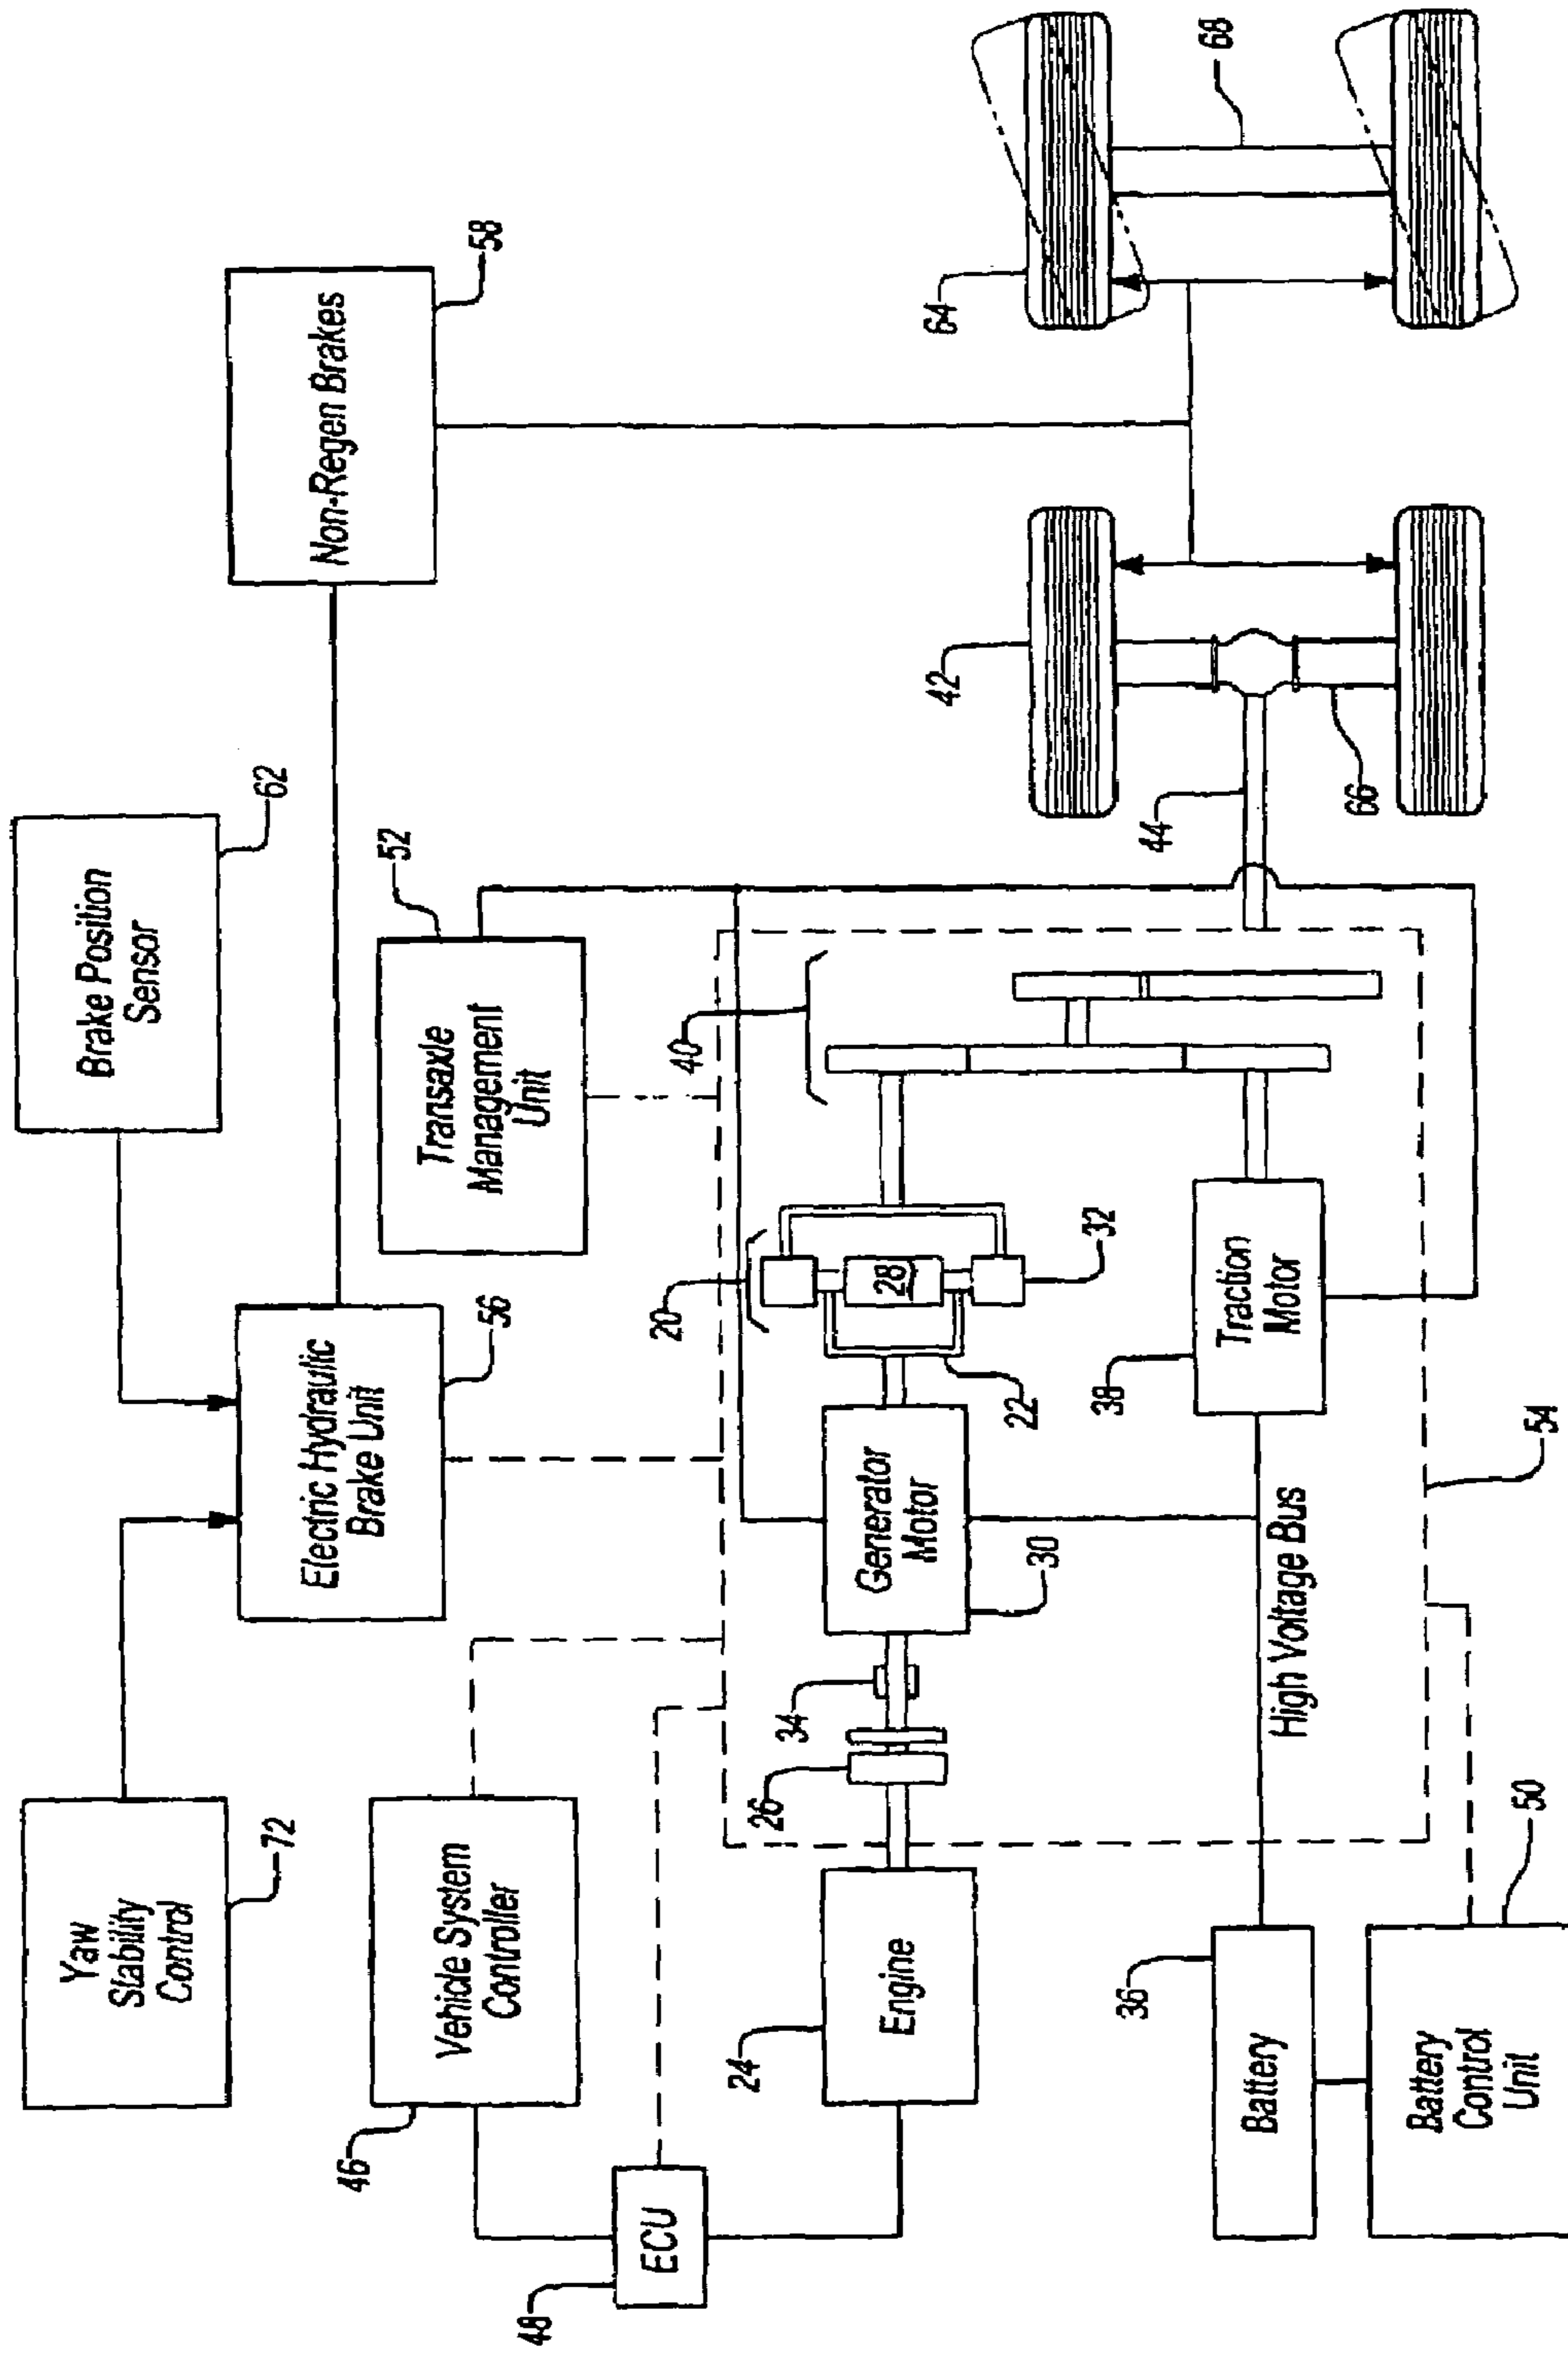 Yaw
Stability
Control
72
Brake Position
Sensor
62
Electric Hydraulic
Brake Unit
56
Non-Regen Brakes
58
Vehicle System
Controller
46
Transaxle
Management
Unit
52
ECU
48
Engine
24
26
34
Generator
Motor
30
20
22
28
32
40
Traction
Motor
38
High Voltage Bus
54
Battery
36
Battery
Control
Unit
50
42
44
66
64
68